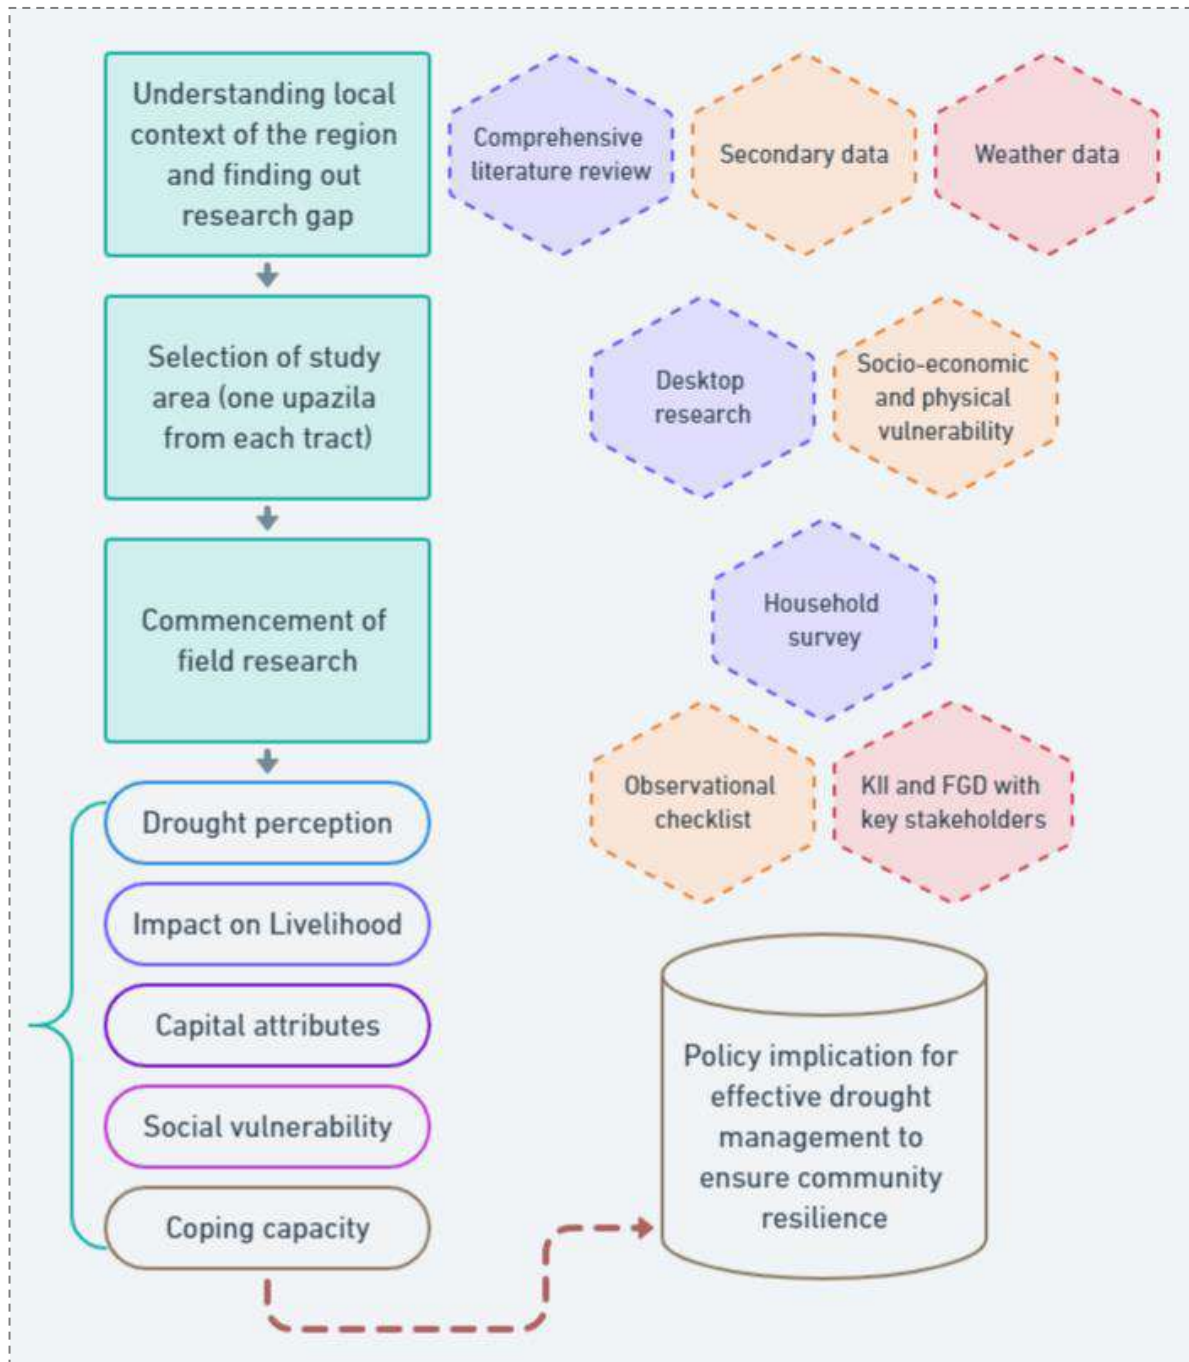 Understanding local
context of the region
and finding out
research gap
Comprehensive
literature review
Secondary data
Weather data
Selection of study
area (one upazila
from each tract)
Desktop
research
Socio-economic
and physical
vulnerability
Commencement of
field research
Household
survey
Observational
checklist
KII and FGD with
key stakeholders
Drought perception
Impact on Livelihood
Capital attributes
Social vulnerability
Coping capacity
Policy implication for
effective drought
management to
ensure community
resilience